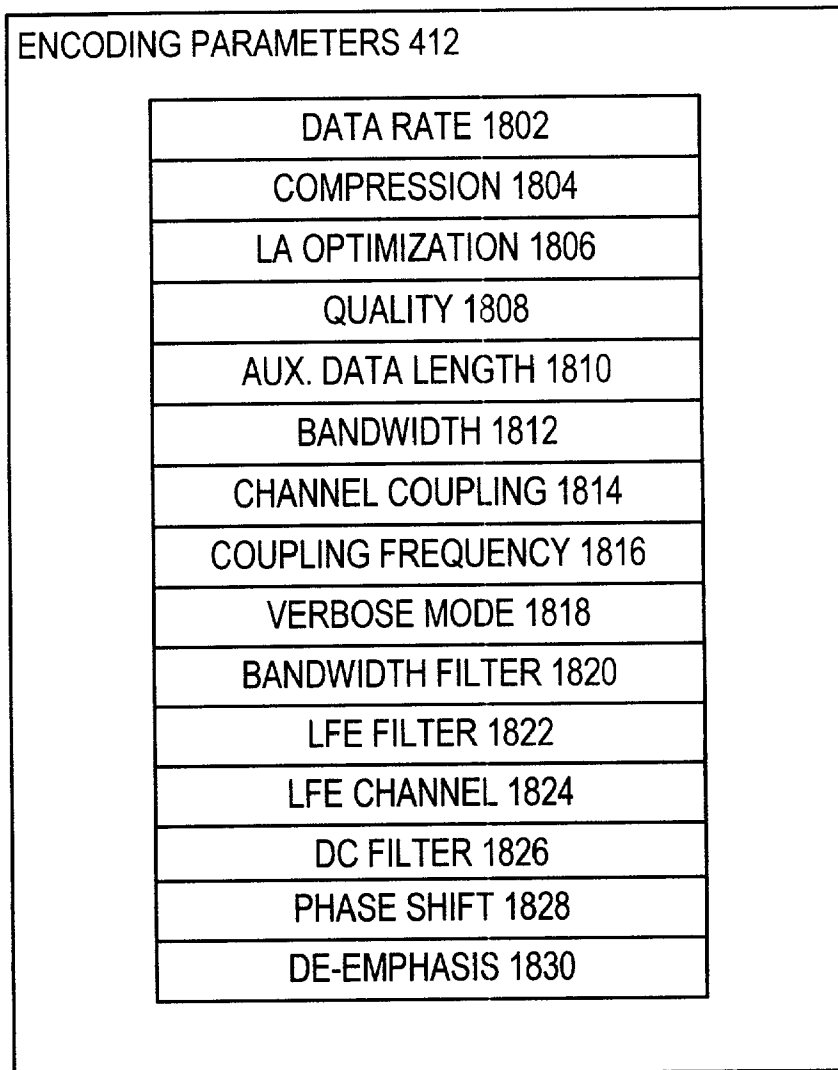 ENCODING PARAMETERS 412
DATA RATE 1802
COMPRESSION 1804
LA OPTIMIZATION 1806
QUALITY 1808
AUX. DATA LENGTH 1810
BANDWIDTH 1812
CHANNEL COUPLING 1814
COUPLING FREQUENCY 1816
VERBOSE MODE 1818
BANDWIDTH FILTER 1820
LFE FILTER 1822
LFE CHANNEL 1824
DC FILTER 1826
PHASE SHIFT 1828
DE-EMPHASIS 1830